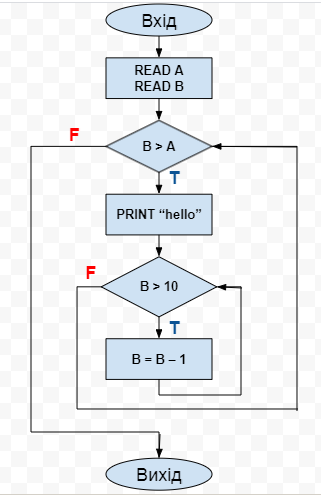 Вхід
READ A
READ B
F
B > A
T
PRINT “hello”
F
B > 10
T
B = B – 1
Вихід